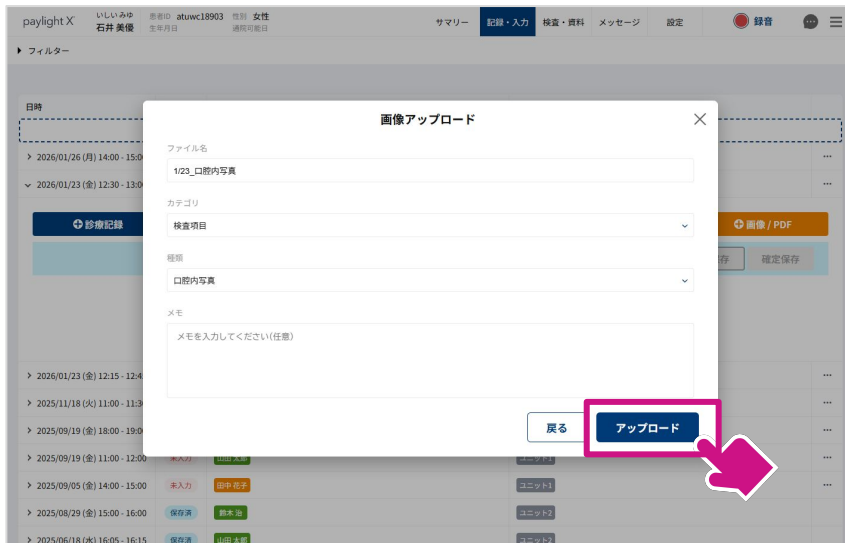 paylight X
いしい みゆ
石井 美優
患者ID atuwc18903 性別 女性
生年月日 通院可能日
サマリー 記録・入力 検査・資料 メッセージ 設定 録音
フィルター
日時
画像アップロード
ファイル名
1/23_口腔内写真
カテゴリ
検査項目
種類
口腔内写真
メモ
メモを入力してください(任意)
戻る アップロード
2026/01/26 (月) 14:00 - 15:0
2026/01/23 (金) 12:30 - 13:0
診療記録 画像 / PDF
存 確定保存
2026/01/23 (金) 12:15 - 12:4
2025/11/18 (火) 11:00 - 11:3
2025/09/19 (金) 18:00 - 19:0
2025/09/19 (金) 11:00 - 12:00 未入力 山田 太郎 ユニット1
2025/09/05 (金) 14:00 - 15:00 未入力 田中 花子 ユニット1
2025/08/29 (金) 15:00 - 16:00 保存済 鈴木 治 ユニット2
2025/06/18 (水) 16:05 - 16:15 保存済 山田 太郎 ユニット2